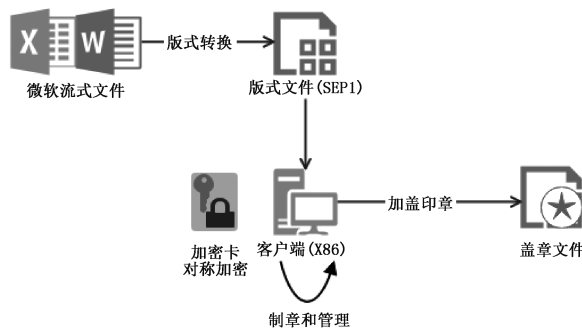 X
W
版式转换
微软流式文件
版式文件(SEP1)
加盖印章
加密卡
对称加密
客户端(X86)
盖章文件
制章和管理